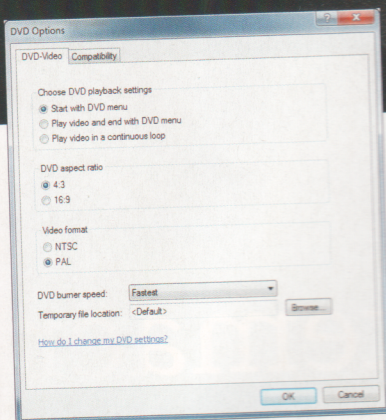 DVD Options
DVD-Video Compatibility
Choose DVD playback settings
Start with DVD menu
Play video and end with DVD menu
Play video in a continuous loop
DVD aspect ratio
4:3
16:9
Video format
NTSC
PAL
DVD burner speed: Fastest
Temporary file location: <Default> Browse...
How do I change my DVD settings?
OK Cancel